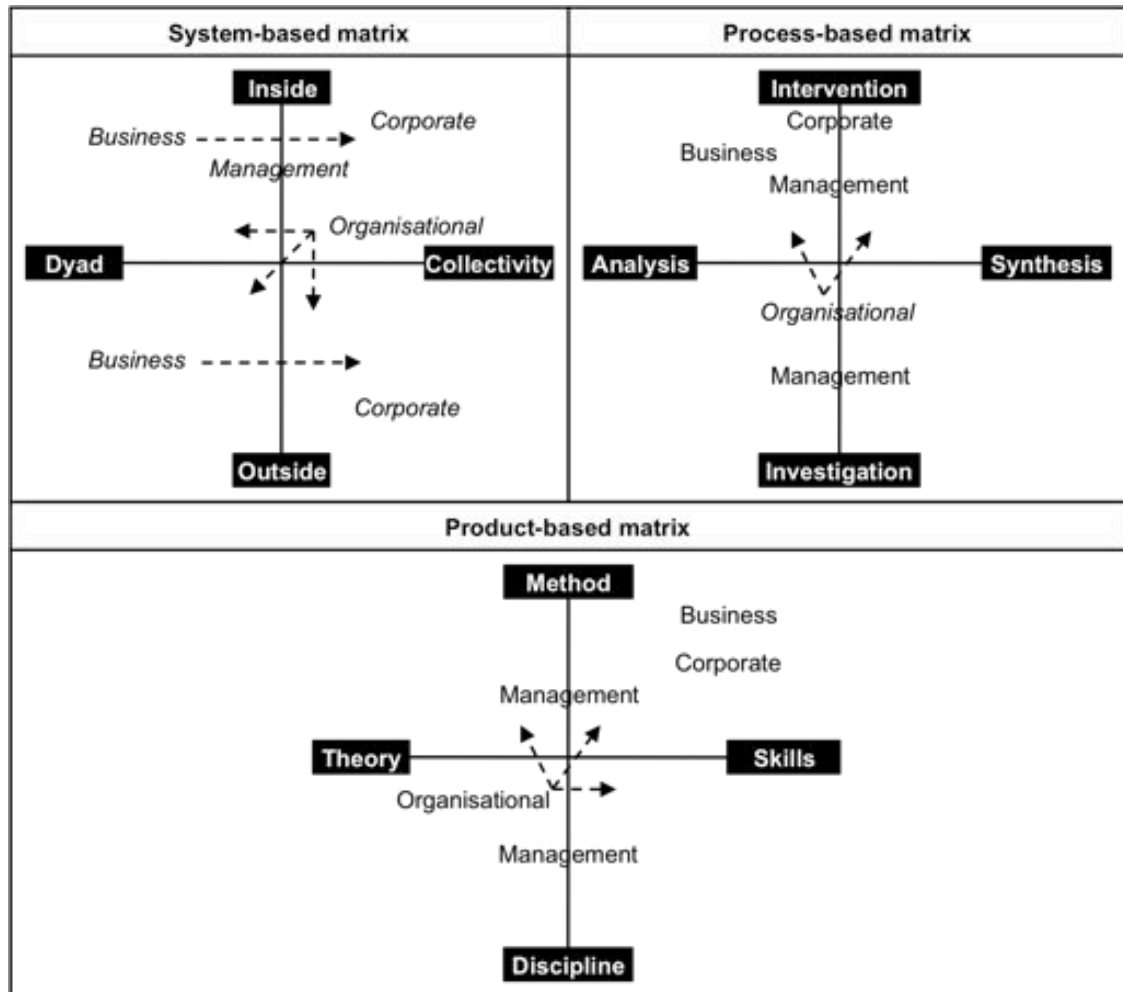 System-based matrix
Process-based matrix
Inside
Business
Corporate
Management
Organisational
Dyad
Collectivity
Business
Corporate
Outside
Intervention
Corporate
Business
Management
Analysis
Synthesis
Organisational
Management
Investigation
Product-based matrix
Method
Business
Corporate
Management
Theory
Skills
Organisational
Management
Discipline